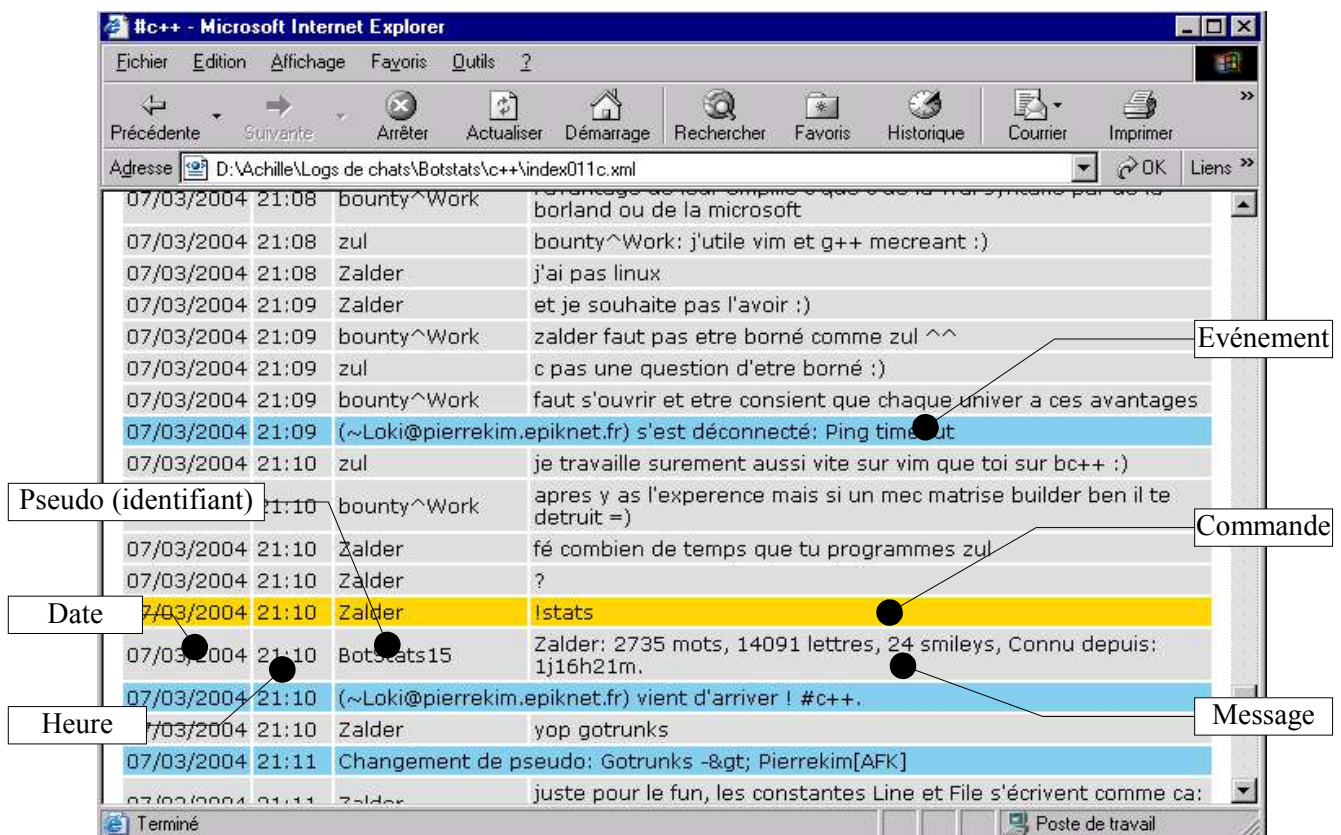 #c++ - Microsoft Internet Explorer
Fichier Edition Affichage Favoris Outils ?
Précédente Suivante Arrêter Actualiser Démarrage Rechercher Favoris Historique Courrier Imprimer »
Adresse D:\Achille\Logs de chats\Botstats\c++\index011c.xml OK Liens »
07/03/2004 21:08 bounty^Work
borland ou de la microsoft
07/03/2004 21:08 zul bounty^Work: j'utile vim et g++ mecreant :)
07/03/2004 21:08 Zalder j'ai pas linux
07/03/2004 21:09 Zalder et je souhaite pas l'avoir :)
07/03/2004 21:09 bounty^Work zalder faut pas etre borné comme zul ^^
Evénement
07/03/2004 21:09 zul c pas une question d'etre borné :)
07/03/2004 21:09 bounty^Work faut s'ouvrir et etre consient que chaque univer a ces avantages
07/03/2004 21:09 (~Loki@pierrekim.epiknet.fr) s'est déconnecté: Ping timeout
07/03/2004 21:10 zul je travaille surement aussi vite sur vim que toi sur bc++ :)
Pseudo (identifiant)
21:10 bounty^Work apres y as l'experence mais si un mec matrise builder ben il te
detruit =)
Commande
07/03/2004 21:10 Zalder fé combien de temps que tu programmes zul
07/03/2004 21:10 Zalder ?
Date
07/03/2004 21:10 Zalder !stats
07/03/2004 21:10 BotStats15 Zalder: 2735 mots, 14091 lettres, 24 smileys, Connu depuis:
1j16h21m.
07/03/2004 21:10 (~Loki@pierrekim.epiknet.fr) vient d'arriver ! #c++.
Heure
Message
07/03/2004 21:10 Zalder yop gotrunks
07/03/2004 21:11 Changement de pseudo: Gotrunks -&gt; Pierrekim[AFK]
07/03/2004 21:11 Zalder juste pour le fun, les constantes Line et File s'écrivent comme ca:
Terminé Poste de travail